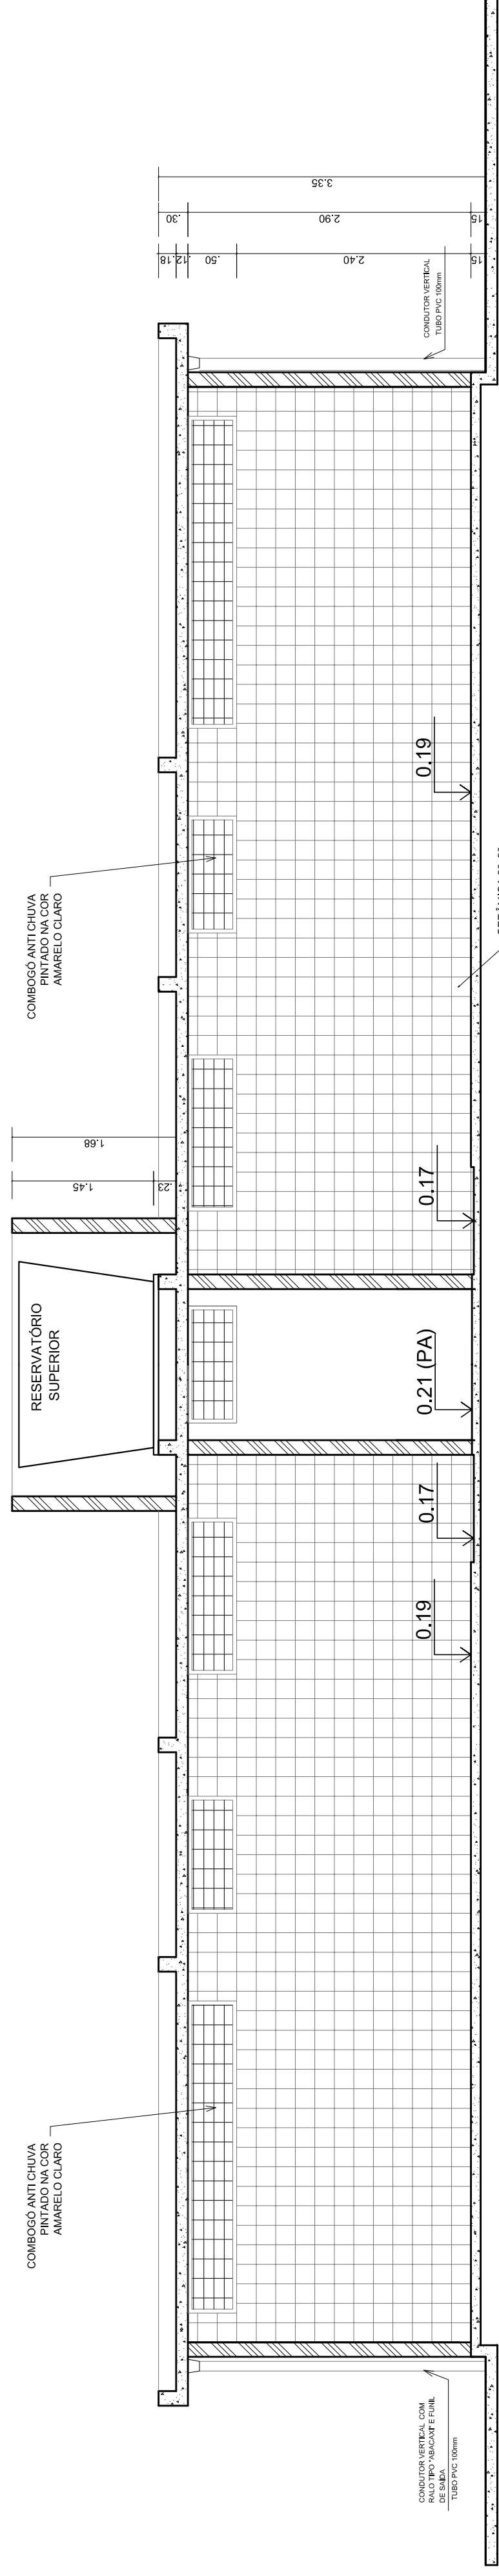 COMBOGÓ ANTI CHUVA
PINTADO NA COR
AMARELO CLARO
RESERVATÓRIO
SUPERIOR
1.45
.23
1.68
COMBOGÓ ANTI CHUVA
PINTADO NA COR
AMARELO CLARO
.18
.12
.50
2.40
15
.30
2.90
15
3.35
CONDUTOR VERTICAL COM
RALO TIPO "ABACAXI" E FUNIL
DE SAÍDA
TUBO PVC 100mm
0.19
0.17
0.21 (PA)
0.17
0.19
CONDUTOR VERTICAL
TUBO PVC 100mm